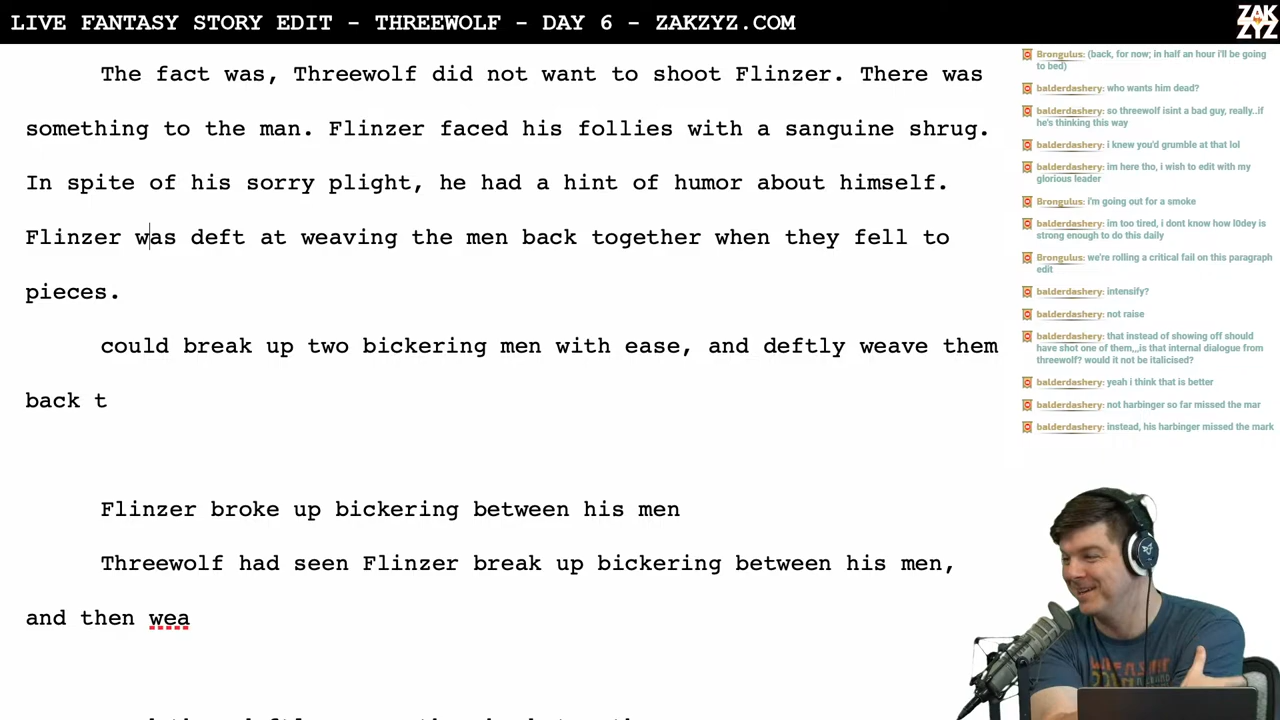 LIVE FANTASY STORY EDIT - THREEWOLF - DAY 6 - ZAKZYZ.COM
ZAK
ZYZ
The fact was, Threewolf did not want to shoot Flinzer. There was
something to the man. Flinzer faced his follies with a sanguine shrug.
In spite of his sorry plight, he had a hint of humor about himself.
Flinzer was deft at weaving the men back together when they fell to
pieces.
could break up two bickering men with ease, and deftly weave them
back t
Flinzer broke up bickering between his men
Threewolf had seen Flinzer break up bickering between his men,
and then wea
Brongulus: (back, for now; in half an hour i'll be going
to bed)
balderdashery: who wants him dead?
balderdashery: so threewolf isint a bad guy, really..if
he's thinking this way
balderdashery: i knew you'd grumble at that lol
balderdashery: im here tho, i wish to edit with my
glorious leader
Brongulus: i'm going out for a smoke
balderdashery: im too tired, i dont know how l0dey is
strong enough to do this daily
Brongulus: we're rolling a critical fail on this paragraph
edit
balderdashery: intensify?
balderdashery: not raise
balderdashery: that instead of showing off should
have shot one of them,,,is that internal dialogue from
threewolf? would it not be italicised?
balderdashery: yeah i think that is better
balderdashery: not harbinger so far missed the mar
balderdashery: instead, his harbinger missed the mark